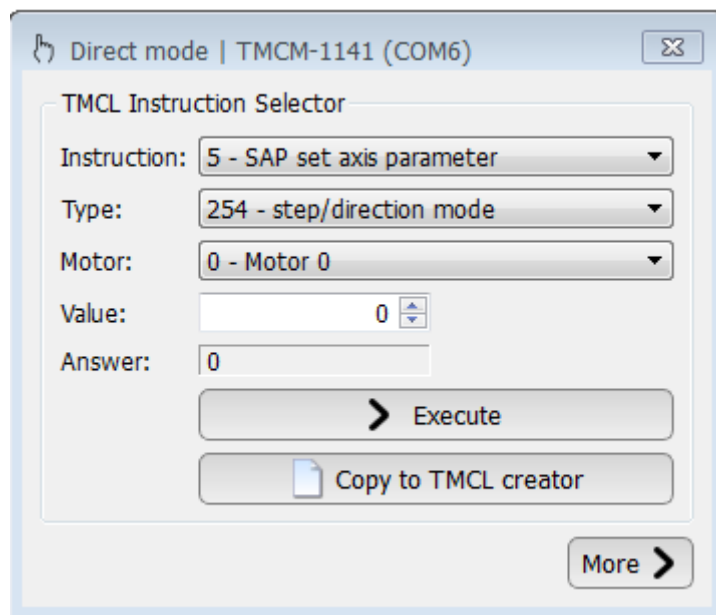 Direct mode | TMCM-1141 (COM6)
TMCL Instruction Selector
Instruction: 5 - SAP set axis parameter
Type: 254 - step/direction mode
Motor: 0 - Motor 0
Value: 0
Answer: 0
Execute
Copy to TMCL creator
More